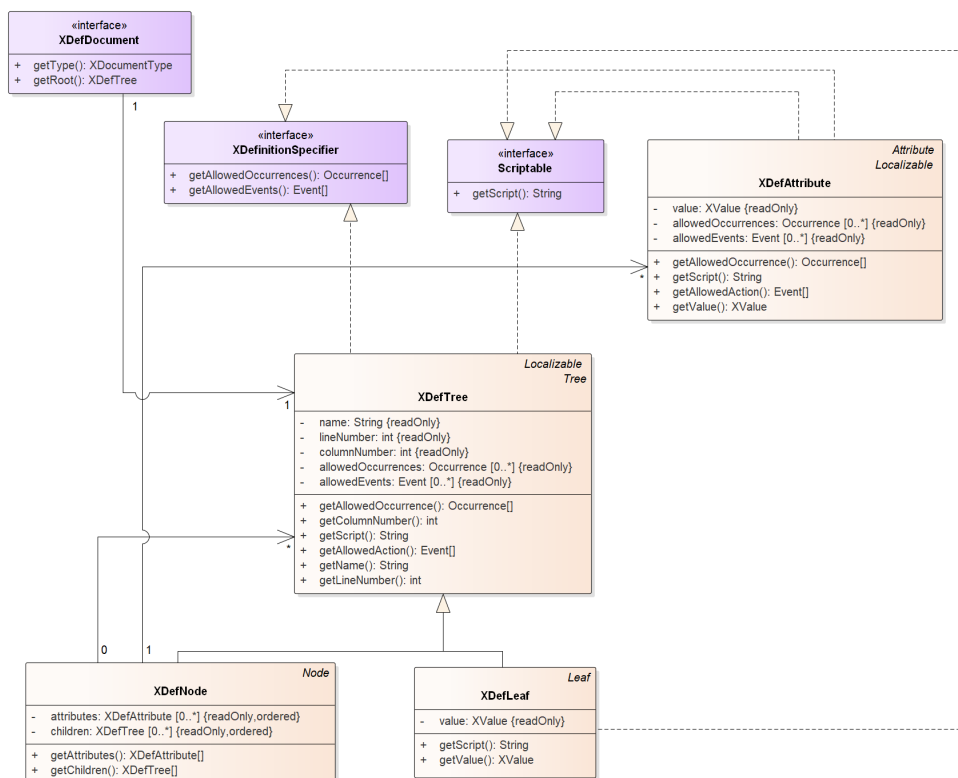 «interface»
XDefDocument
+ getType(): XDocumentType
+ getRoot(): XDefTree
1
«interface»
XDefinitionSpecifier
+ getAllowedOccurrences(): Occurrence[]
+ getAllowedEvents(): Event[]
«interface»
Scriptable
+ getScript(): String
Attribute
Localizable
XDefAttribute
- value: XValue {readOnly}
- allowedOccurrences: Occurrence [0..*] {readOnly}
- allowedEvents: Event [0..*] {readOnly}
+ getAllowedOccurrence(): Occurrence[]
+ getScript(): String
+ getAllowedAction(): Event[]
+ getValue(): XValue
*
Localizable
Tree
XDefTree
1
- name: String {readOnly}
- lineNumber: int {readOnly}
- columnNumber: int {readOnly}
- allowedOccurrences: Occurrence [0..*] {readOnly}
- allowedEvents: Event [0..*] {readOnly}
+ getAllowedOccurrence(): Occurrence[]
+ getColumnNumber(): int
+ getScript(): String
+ getAllowedAction(): Event[]
+ getName(): String
+ getLineNumber(): int
*
0
1
Node
XDefNode
- attributes: XDefAttribute [0..*] {readOnly,ordered}
- children: XDefTree [0..*] {readOnly,ordered}
+ getAttributes(): XDefAttribute[]
+ getChildren(): XDefTree[]
Leaf
XDefLeaf
- value: XValue {readOnly}
+ getScript(): String
+ getValue(): XValue